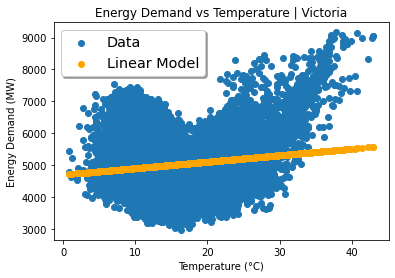 Energy Demand vs Temperature | Victoria
Data
Linear Model
Energy Demand (MW)
9000
8000
7000
6000
5000
4000
3000
0
10
20
30
40
Temperature (°C)